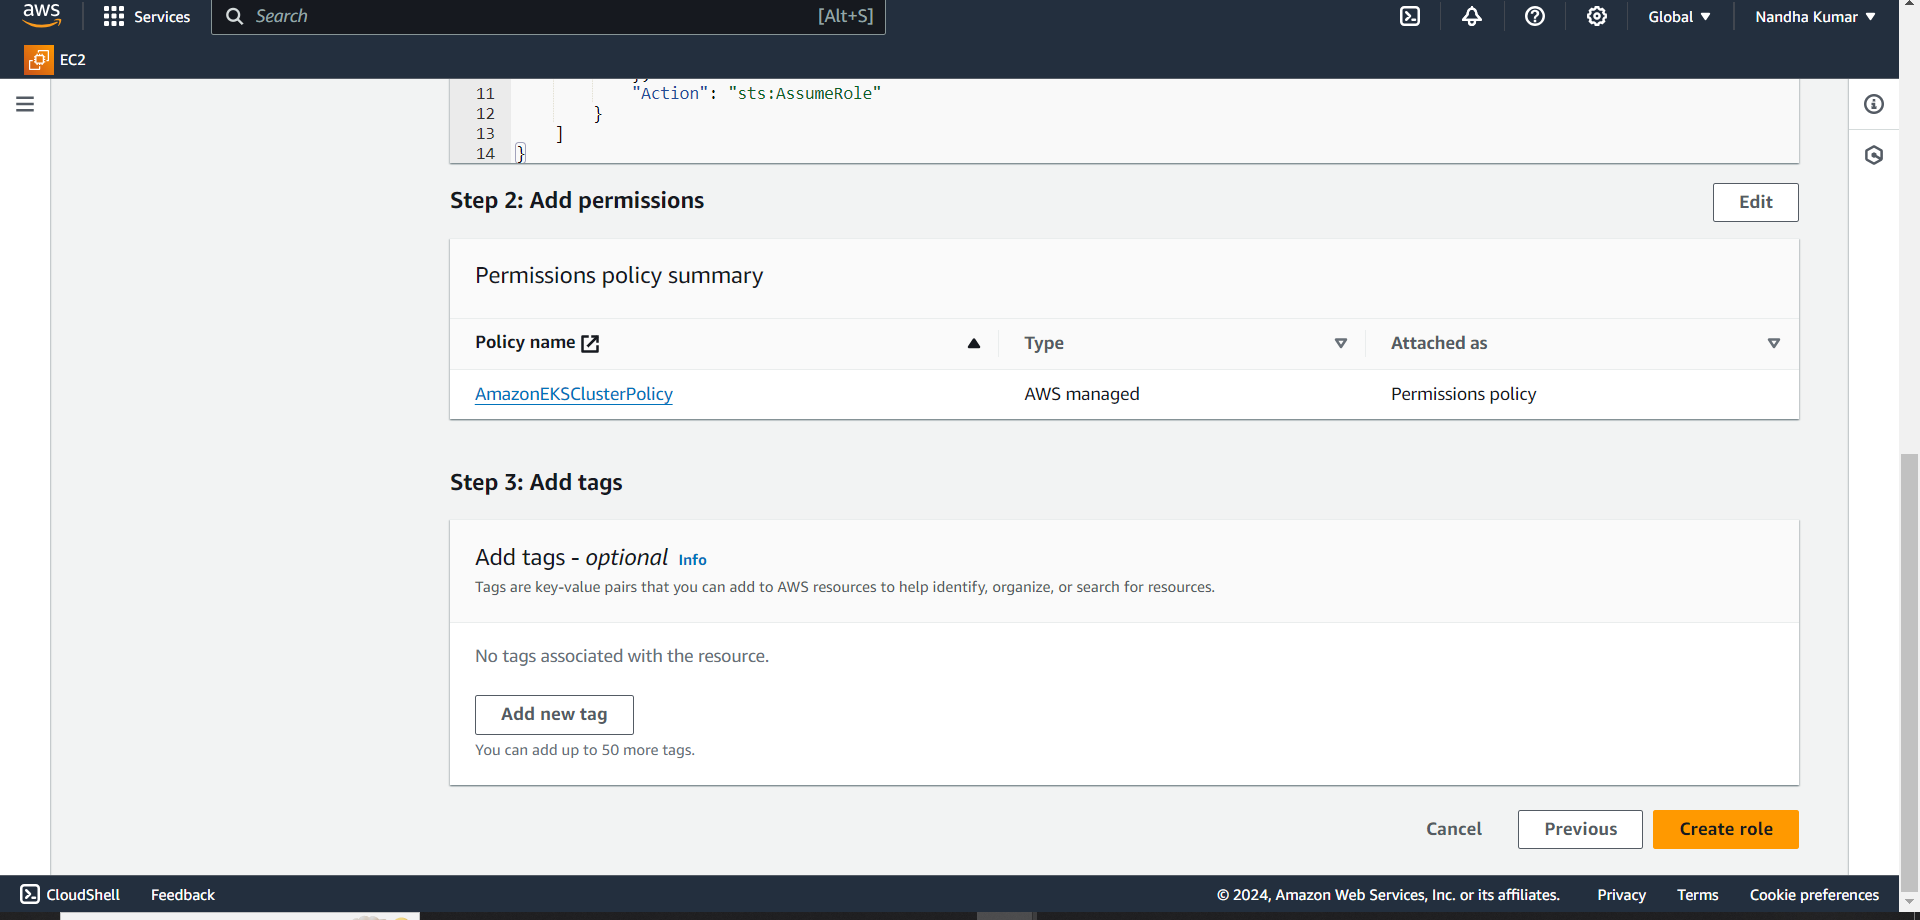 aws Services Search [Alt+S] Global Nandha Kumar
EC2
11 "Action": "sts:AssumeRole"
12 }
13 ]
14 }
Step 2: Add permissions Edit
Permissions policy summary
Policy name Type Attached as
AmazonEKSClusterPolicy AWS managed Permissions policy
Step 3: Add tags
Add tags - optional Info
Tags are key-value pairs that you can add to AWS resources to help identify, organize, or search for resources.
No tags associated with the resource.
Add new tag
You can add up to 50 more tags.
Cancel Previous Create role
CloudShell Feedback © 2024, Amazon Web Services, Inc. or its affiliates. Privacy Terms Cookie preferences